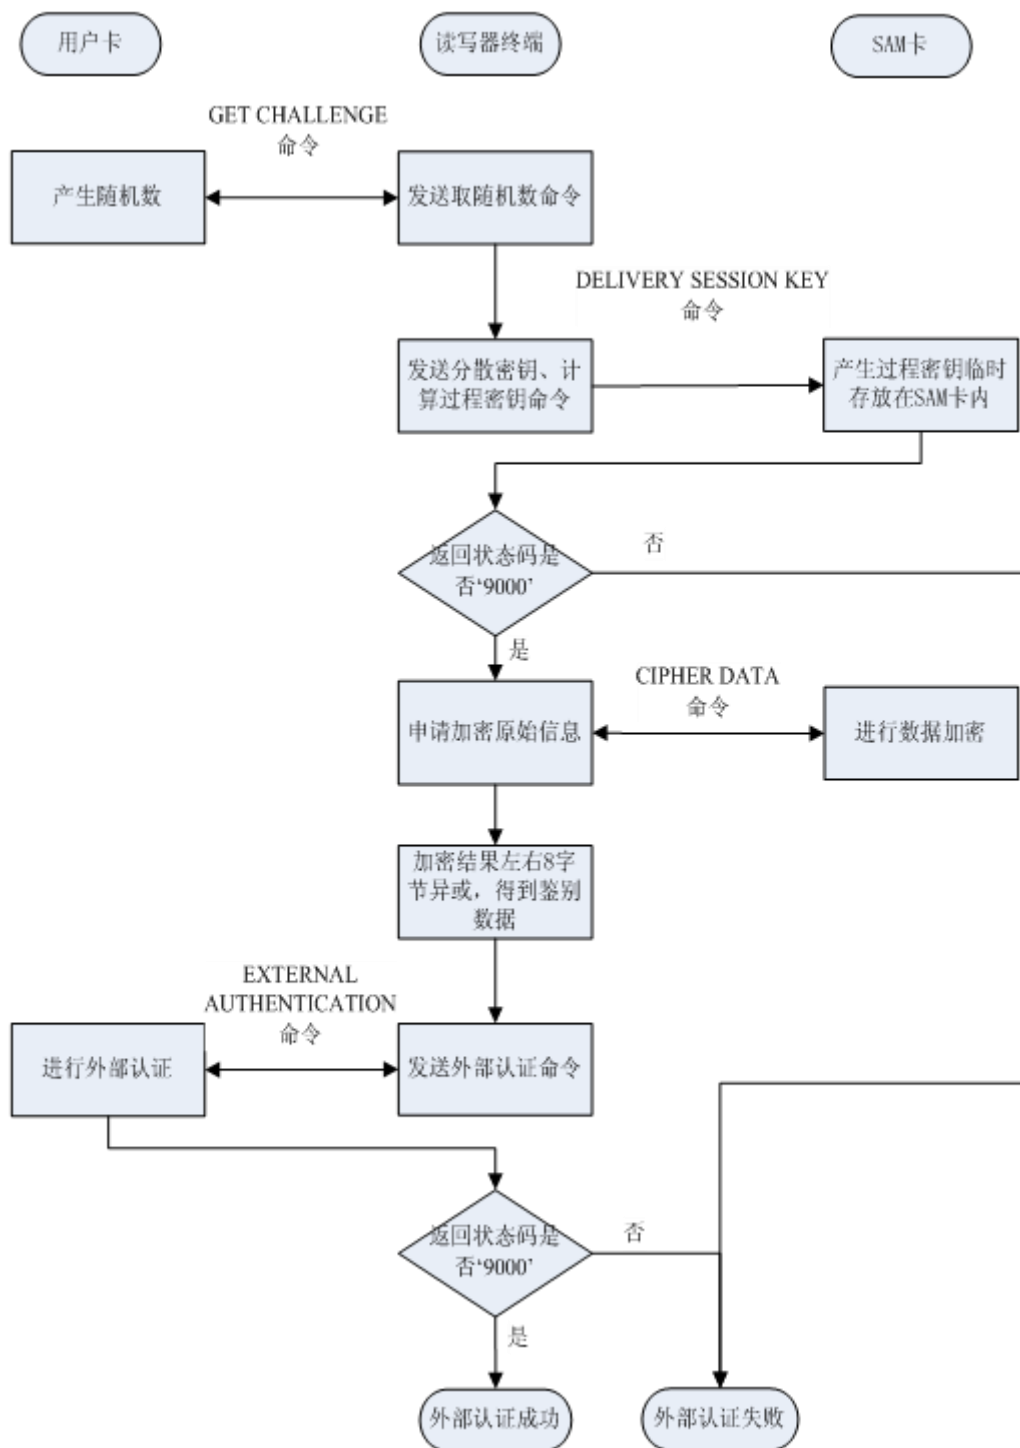 用户卡
读写器终端
SAM卡
GET CHALLENGE
命令
产生随机数
发送取随机数命令
DELIVERY SESSION KEY
命令
发送分散密钥、计
算过程密钥命令
产生过程密钥临时
存放在SAM卡内
返回状态码是
否‘9000’
否
是
CIPHER DATA
命令
申请加密原始信息
进行数据加密
加密结果左右8字
节异或，得到鉴别
数据
EXTERNAL
AUTHENTICATION
命令
进行外部认证
发送外部认证命令
返回状态码是
否‘9000’
否
是
外部认证成功
外部认证失败